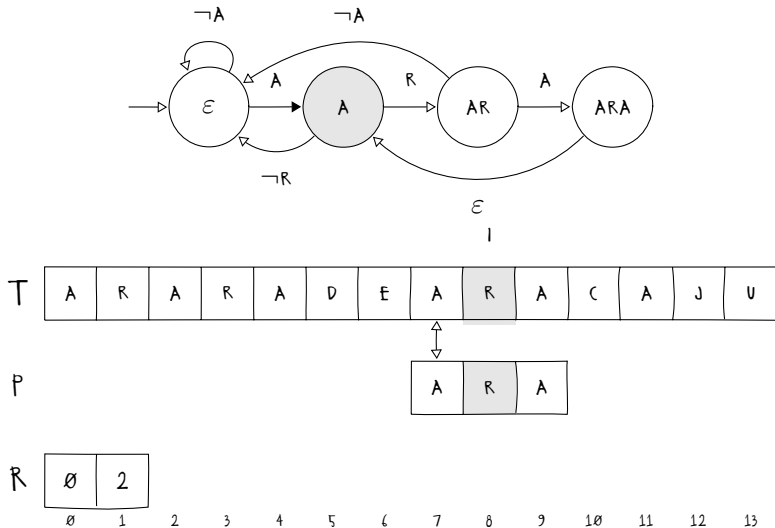 ¬A ¬A
A R A
ε A AR ARA
¬R
ε
I
T A R A R A D E A R A C A J U
P A R A
R 0 2
0 1 2 3 4 5 6 7 8 9 10 11 12 13